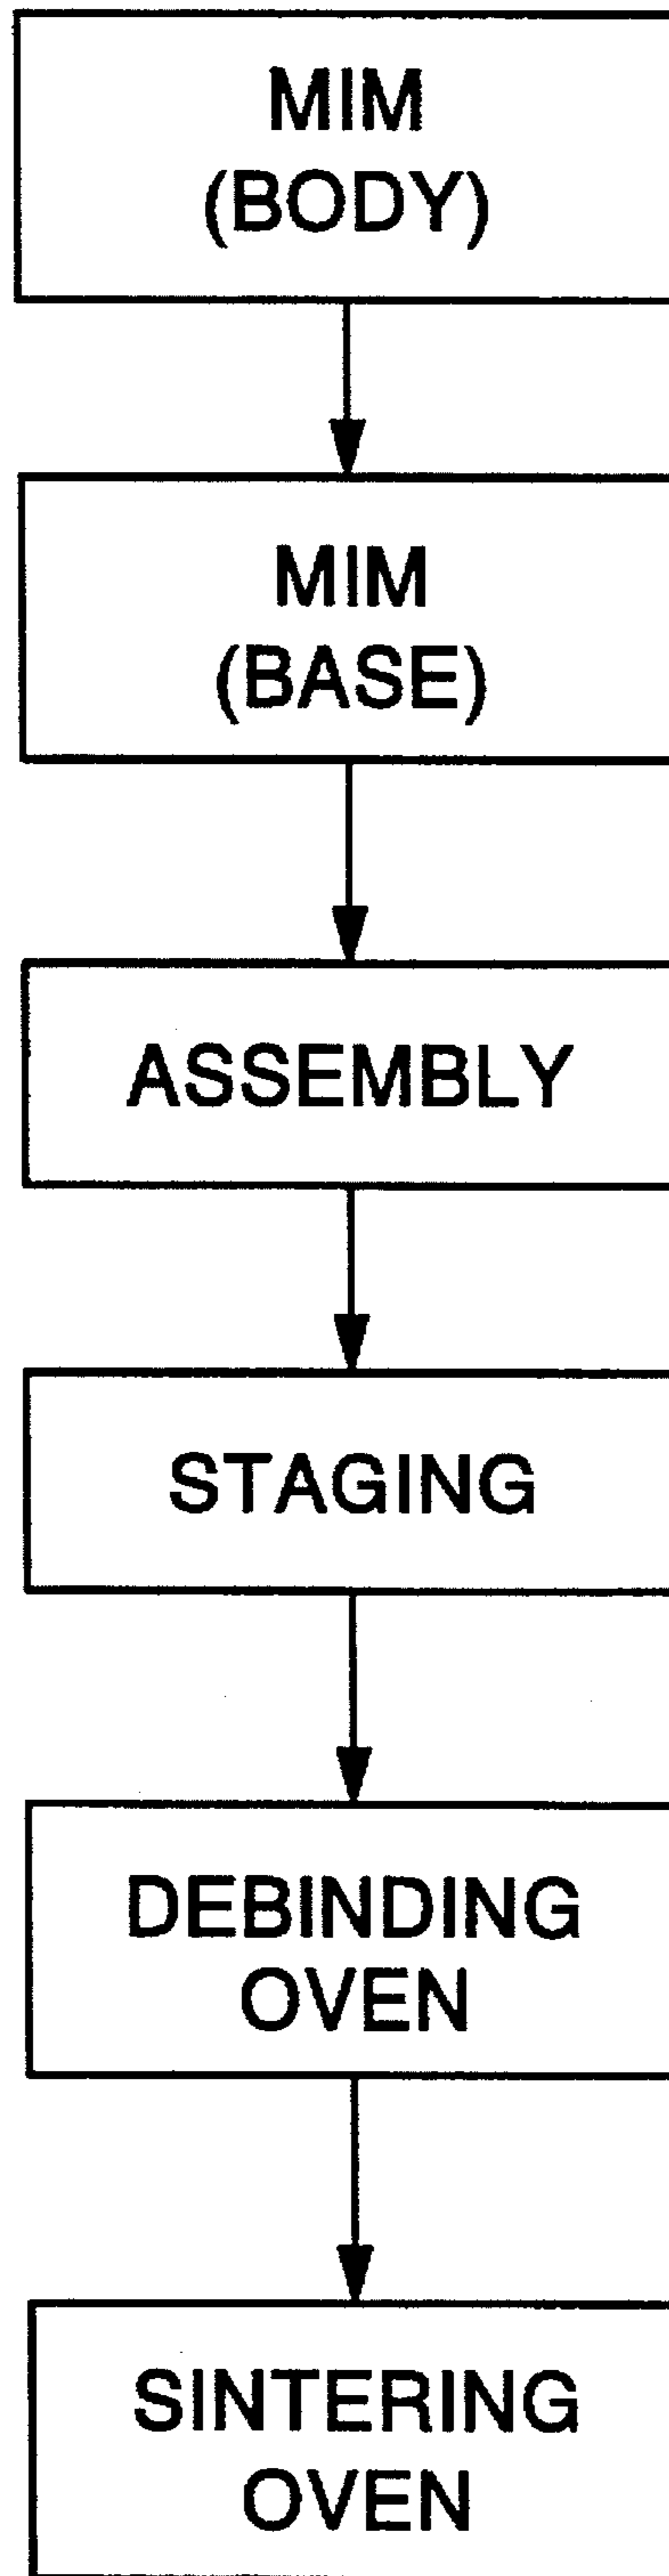 MIM
(BODY)
MIM
(BASE)
ASSEMBLY
STAGING
DEBINDING
OVEN
SINTERING
OVEN